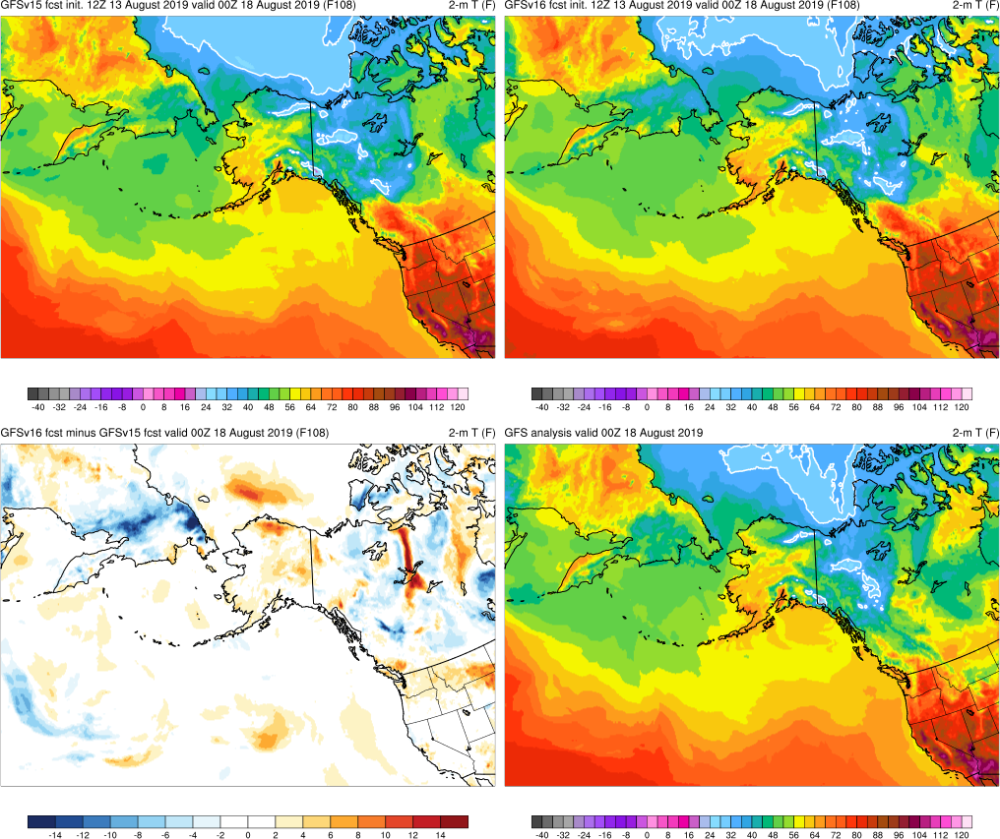 GFSv15 fcst init. 12Z 13 August 2019 valid 00Z 18 August 2019 (F108) 2-m T (F)
GFSv16 fcst init. 12Z 13 August 2019 valid 00Z 18 August 2019 (F108) 2-m T (F)
-40 -32 -24 -16 -8 0 8 16 24 32 40 48 56 64 72 80 88 96 104 112 120
-40 -32 -24 -16 -8 0 8 16 24 32 40 48 56 64 72 80 88 96 104 112 120
GFSv16 fcst minus GFSv15 fcst valid 00Z 18 August 2019 (F108) 2-m T (F)
GFS analysis valid 00Z 18 August 2019 2-m T (F)
-14 -12 -10 -8 -6 -4 -2 0 2 4 6 8 10 12 14
-40 -32 -24 -16 -8 0 8 16 24 32 40 48 56 64 72 80 88 96 104 112 120